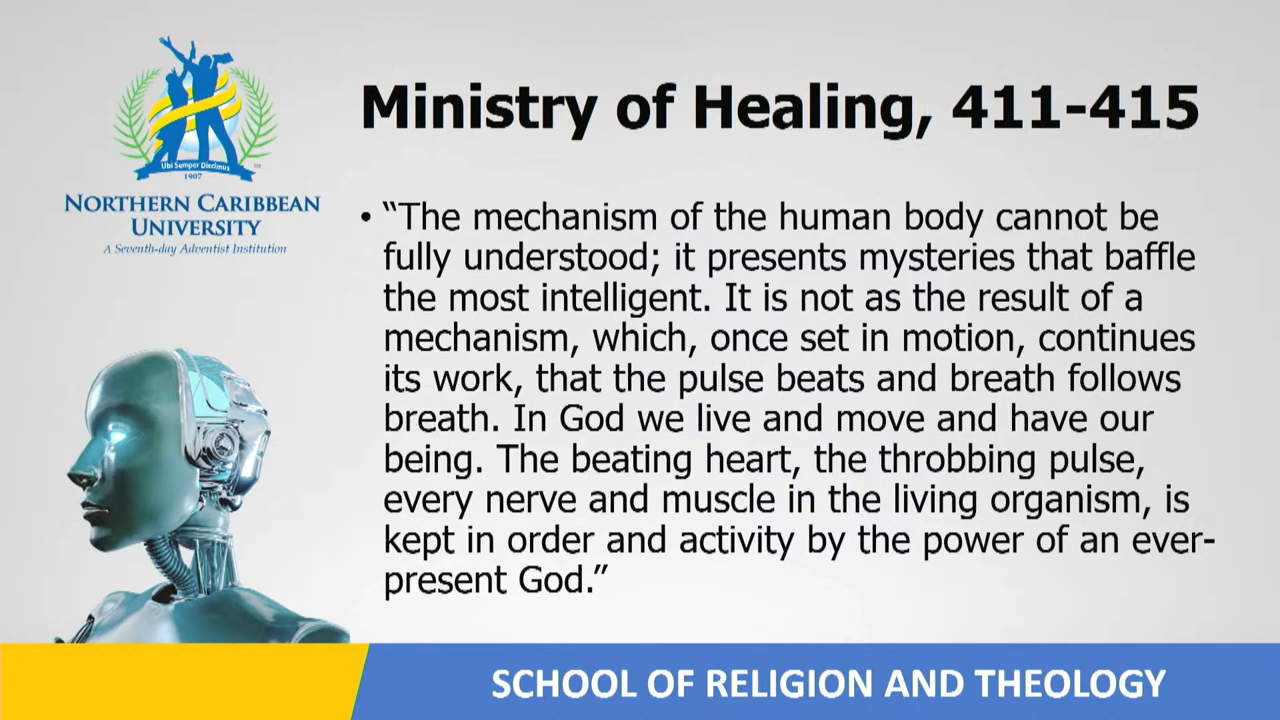 Ubi Semper Discimus
1907
NORTHERN CARIBBEAN
UNIVERSITY
A Seventh-day Adventist Institution
Ministry of Healing, 411-415
• “The mechanism of the human body cannot be
fully understood; it presents mysteries that baffle
the most intelligent. It is not as the result of a
mechanism, which, once set in motion, continues
its work, that the pulse beats and breath follows
breath. In God we live and move and have our
being. The beating heart, the throbbing pulse,
every nerve and muscle in the living organism, is
kept in order and activity by the power of an ever-
present God.”
SCHOOL OF RELIGION AND THEOLOGY